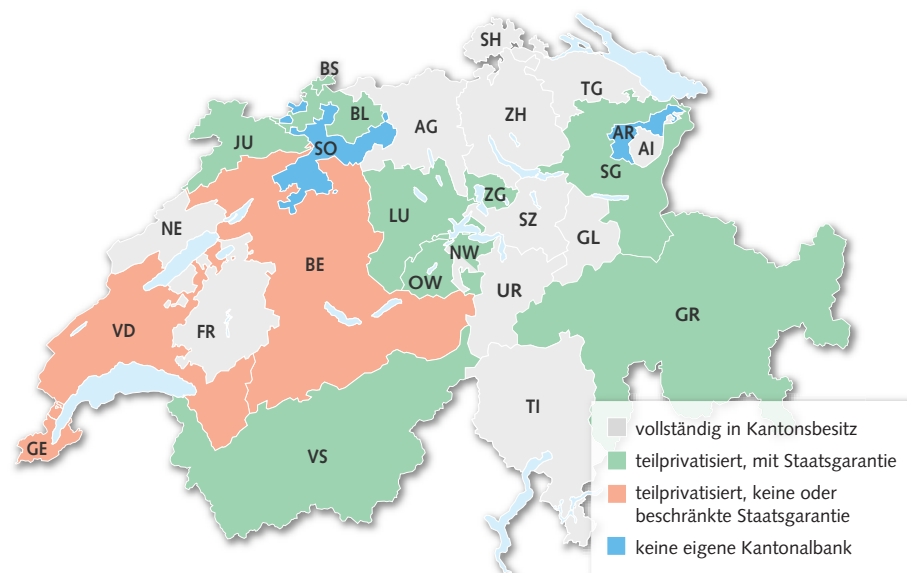 SH
BS
TG
BL
ZH
AG
AR
JU
SO
AI
SG
ZG
LU
SZ
NE
GL
NW
BE
OW
UR
GR
VD
FR
TI
GE
VS
vollständig in Kantonsbesitz
teilprivatisiert, mit Staatsgarantie
teilprivatisiert, keine oder
beschränkte Staatsgarantie
keine eigene Kantonalbank